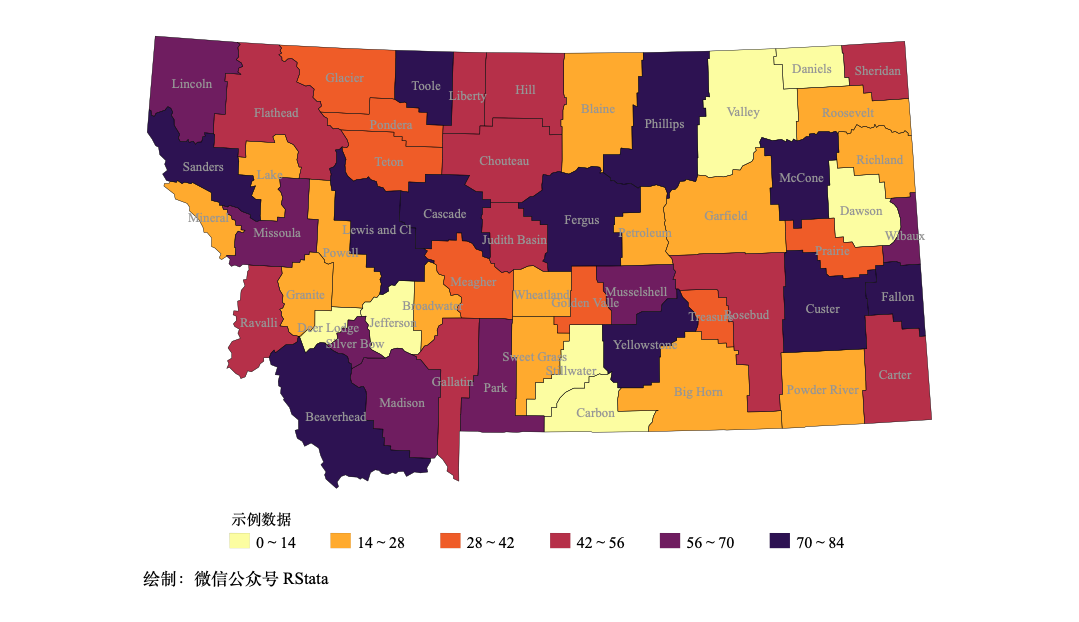 Lincoln
Flathead
Glacier
Toole
Liberty
Hill
Blaine
Phillips
Valley
Daniels
Sheridan
Roosevelt
Pondera
Teton
Chouteau
Richland
McCone
Sanders
Lake
Mineral
Missoula
Powell
Lewis and Cl
Cascade
Judith Basin
Fergus
Petroleum
Garfield
Dawson
Wibaux
Prairie
Granite
Ravalli
Deer Lodge
Silver Bow
Jefferson
Broadwater
Meagher
Wheatland
Golden Valle
Musselshell
Treasure
Rosebud
Custer
Fallon
Yellowstone
Sweet Grass
Stillwater
Beaverhead
Madison
Gallatin
Park
Carbon
Big Horn
Powder River
Carter
示例数据
0 ~ 14
14 ~ 28
28 ~ 42
42 ~ 56
56 ~ 70
70 ~ 84
绘制：微信公众号 RStata